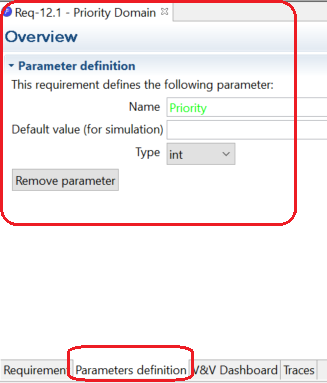 Req-12.1 - Priority Domain
Overview
Parameter definition
This requirement defines the following parameter:
Name Priority
Default value (for simulation)
Type int
Remove parameter
Requirement Parameters definition V&V Dashboard Traces